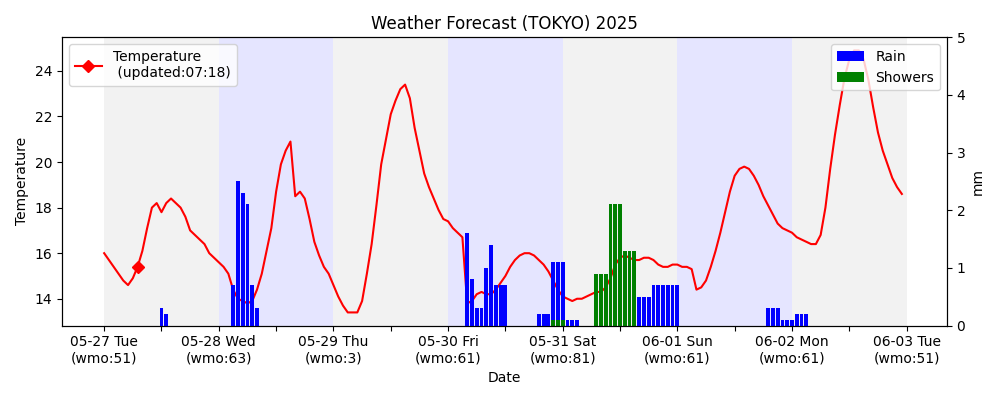 Weather Forecast (TOKYO) 2025
Temperature
(updated:07:18)
Rain
Showers
Temperature
24
22
20
18
16
14
5
4
3
2
1
0
mm
05-27 Tue
(wmo:51)
05-28 Wed
(wmo:63)
05-29 Thu
(wmo:3)
05-30 Fri
(wmo:61)
05-31 Sat
(wmo:81)
06-01 Sun
(wmo:61)
06-02 Mon
(wmo:61)
06-03 Tue
(wmo:51)
Date